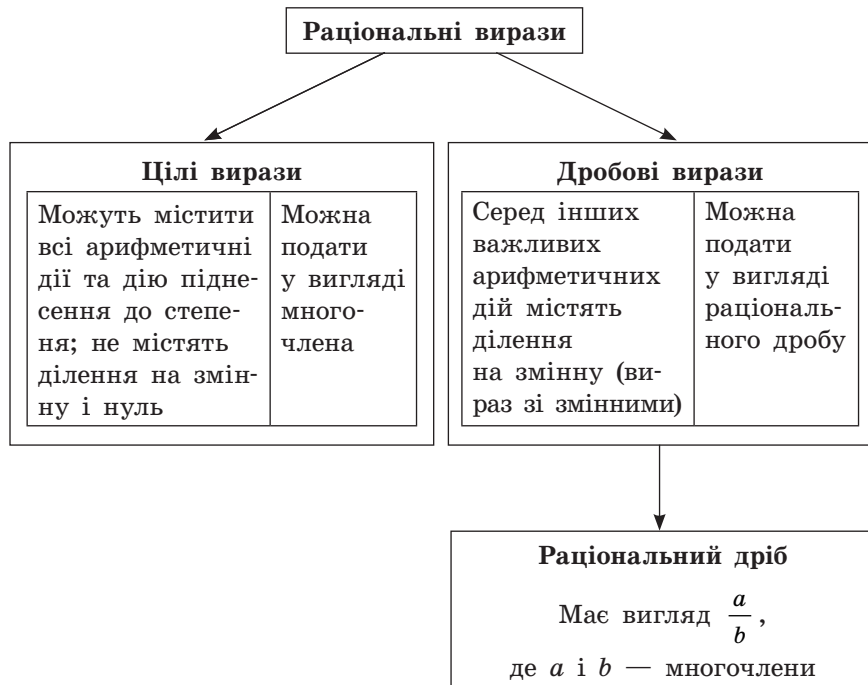 Раціональні вирази
Цілі вирази
Можуть містити
всі арифметичні
дії та дію підне-
сення до степе-
ня; не містять
ділення на змін-
ну і нуль
Можна
подати
у вигляді
много-
члена
Дробові вирази
Серед інших
важливих
арифметичних
дій містять
ділення
на змінну (ви-
раз зі змінними)
Можна
подати
у вигляді
раціональ-
ного дробу
Раціональний дріб
Має вигляд a/b,
де a і b — многочлени